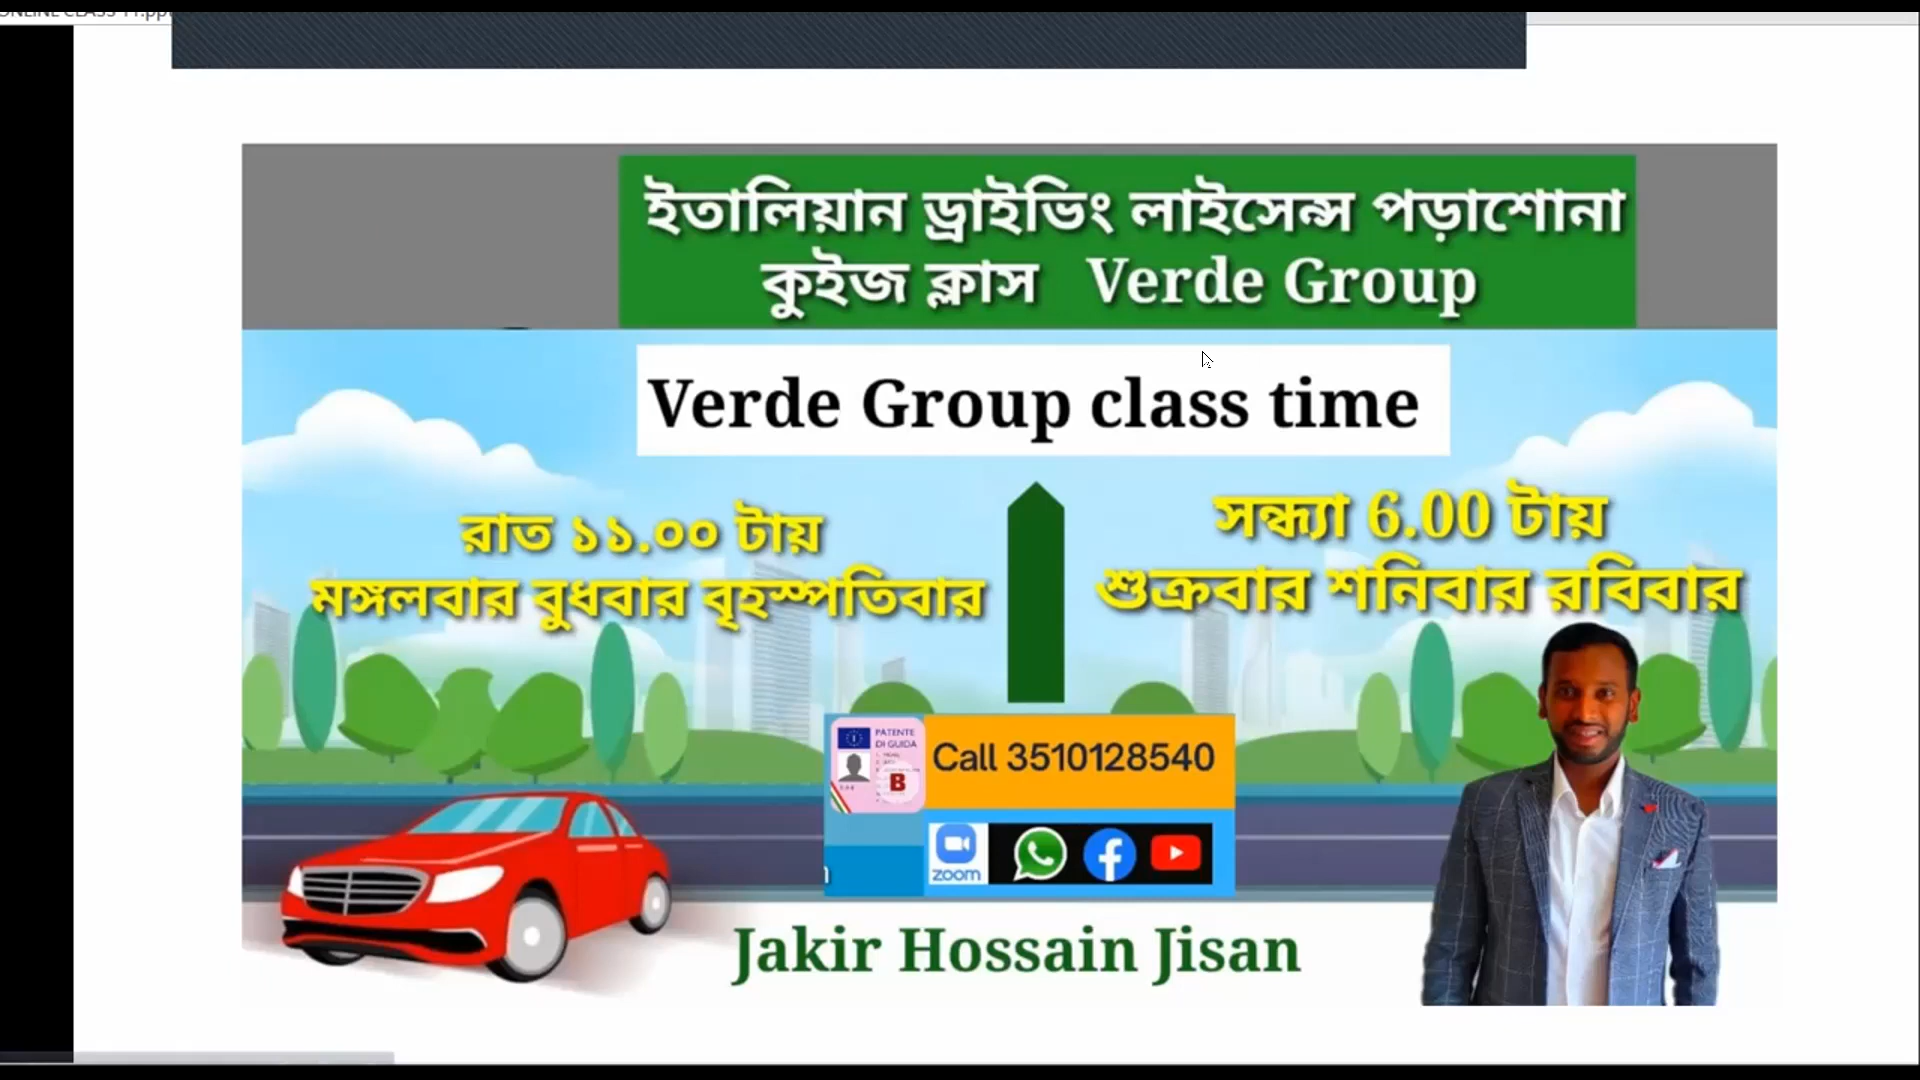 ইতালিয়ান ড্রাইভিং লাইসেন্স পড়াশোনা
কুইজ ক্লাস Verde Group
Verde Group class time
রাত ১১.০০ টায়
মঙ্গলবার বুধবার বৃহস্পতিবার
সন্ধ্যা 6.00 টায়
শুক্রবার শনিবার রবিবার
PATENTE
DI GUIDA
B
Call 3510128540
zoom
Jakir Hossain Jisan